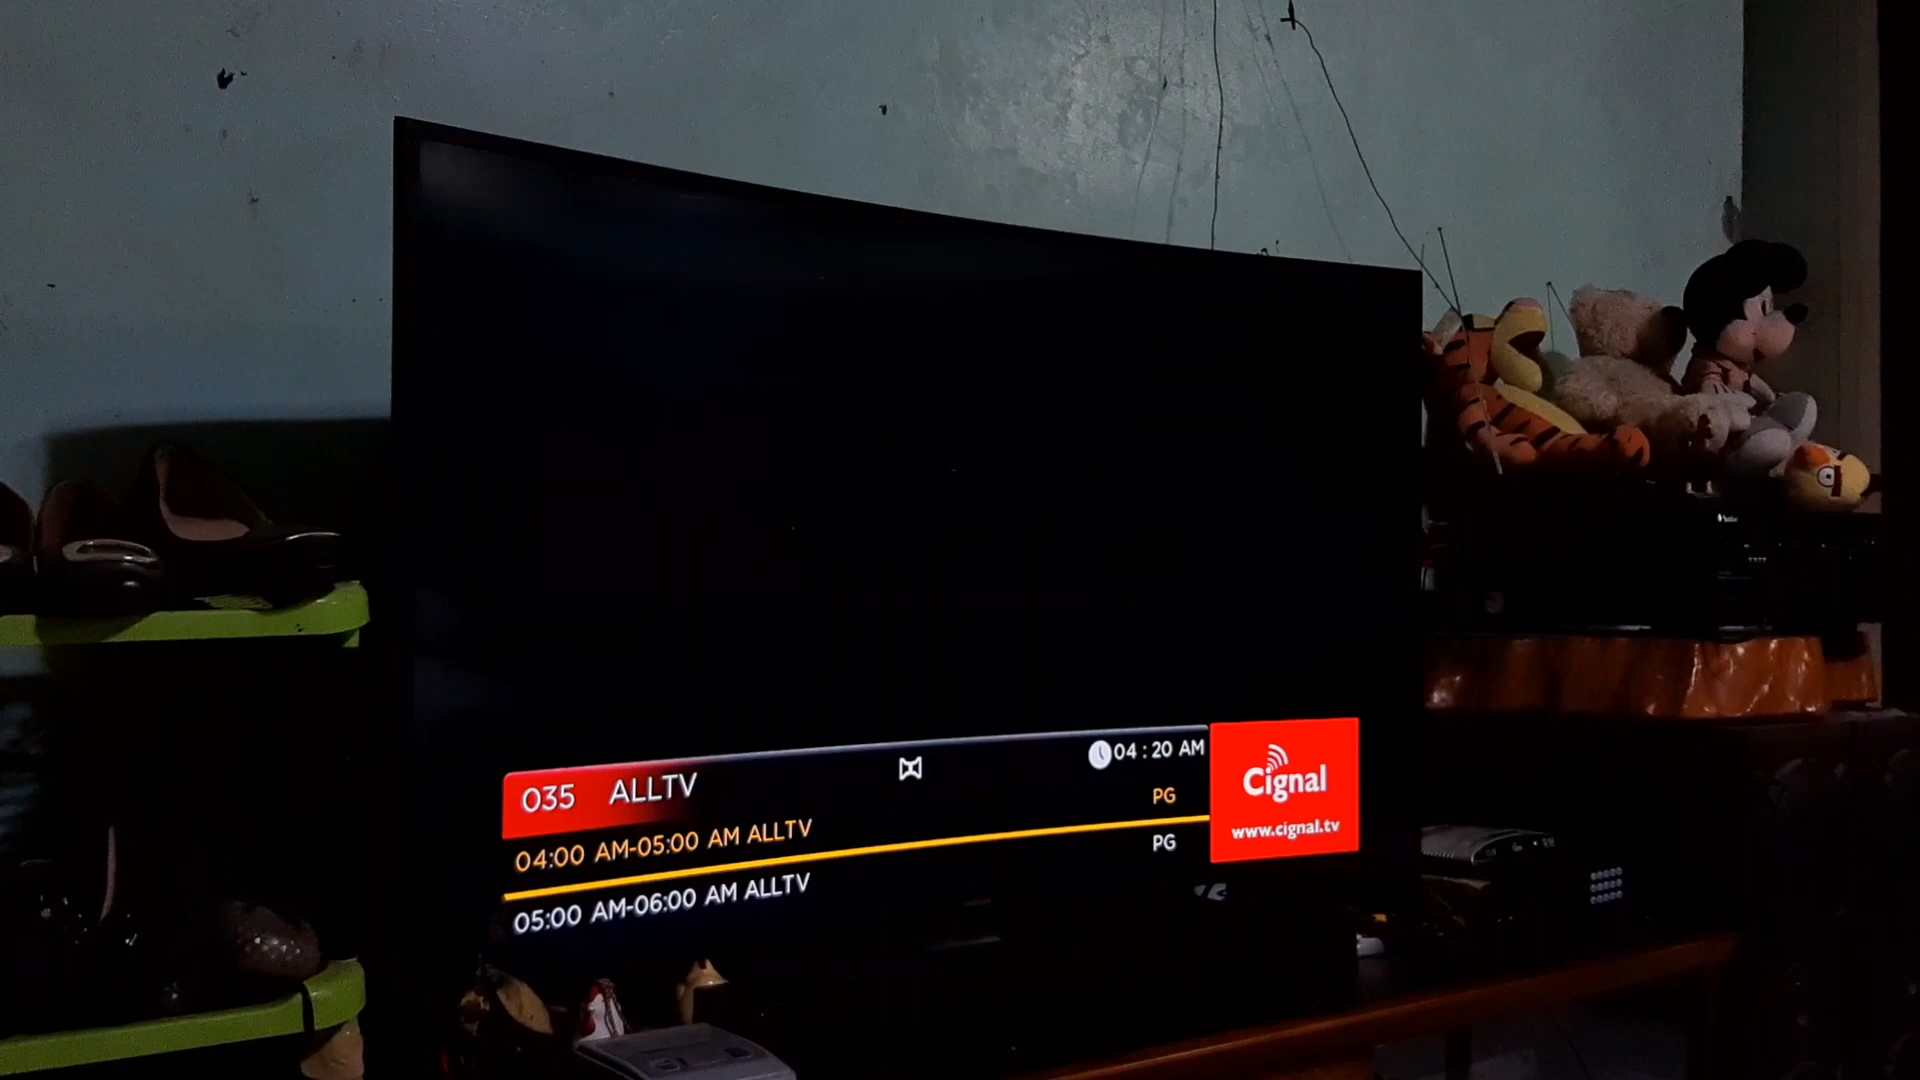 035 ALLTV
04 : 20 AM
04:00 AM-05:00 AM ALLTV PG
05:00 AM-06:00 AM ALLTV PG
Cignal
www.cignal.tv